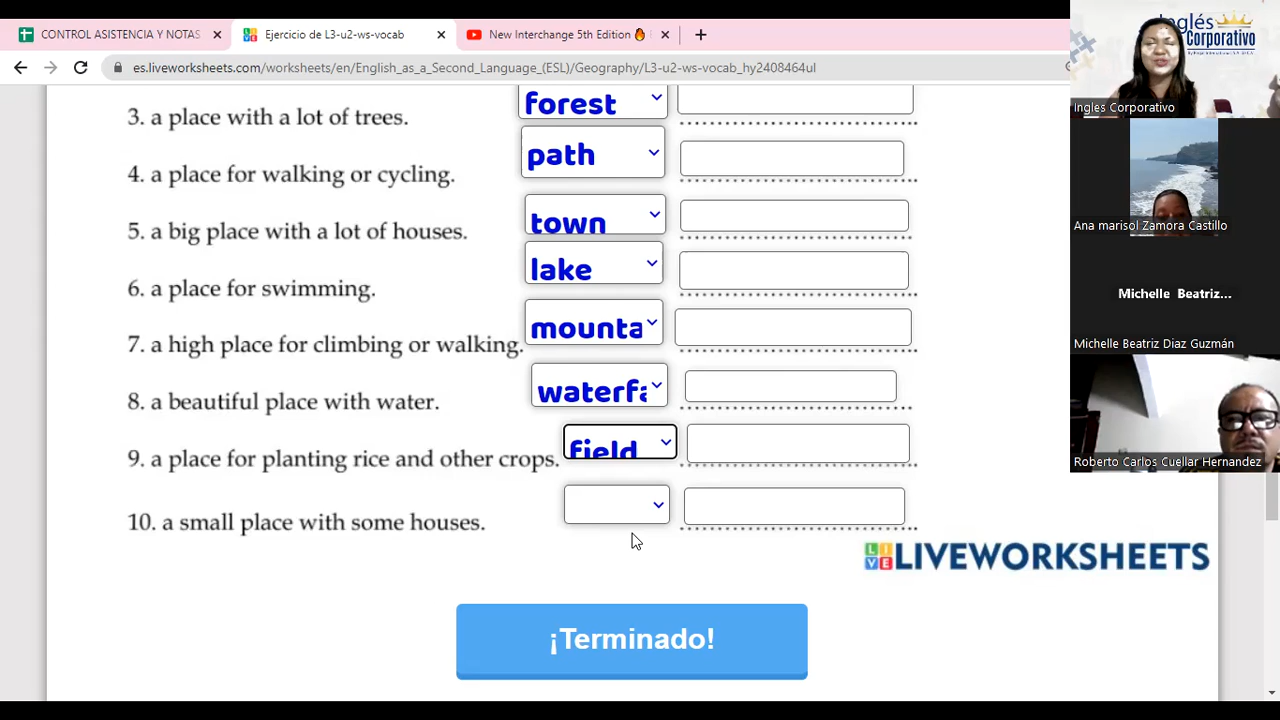 CONTROL ASISTENCIA Y NOTAS
Ejercicio de L3-u2-ws-vocab
New Interchange 5th Edition
es.liveworksheets.com/worksheets/en/English_as_a_Second_Language_(ESL)/Geography/L3-u2-ws-vocab_hy2408464ul
3. a place with a lot of trees.
forest
4. a place for walking or cycling.
path
5. a big place with a lot of houses.
town
6. a place for swimming.
lake
7. a high place for climbing or walking.
mounta
8. a beautiful place with water.
waterfa
9. a place for planting rice and other crops.
field
10. a small place with some houses.
LIVEWORKSHEETS
¡Terminado!
Inglés
Corporativo
Ingles Corporativo
Ana marisol Zamora Castillo
Michelle Beatriz...
Michelle Beatriz Diaz Guzmán
Roberto Carlos Cuellar Hernandez